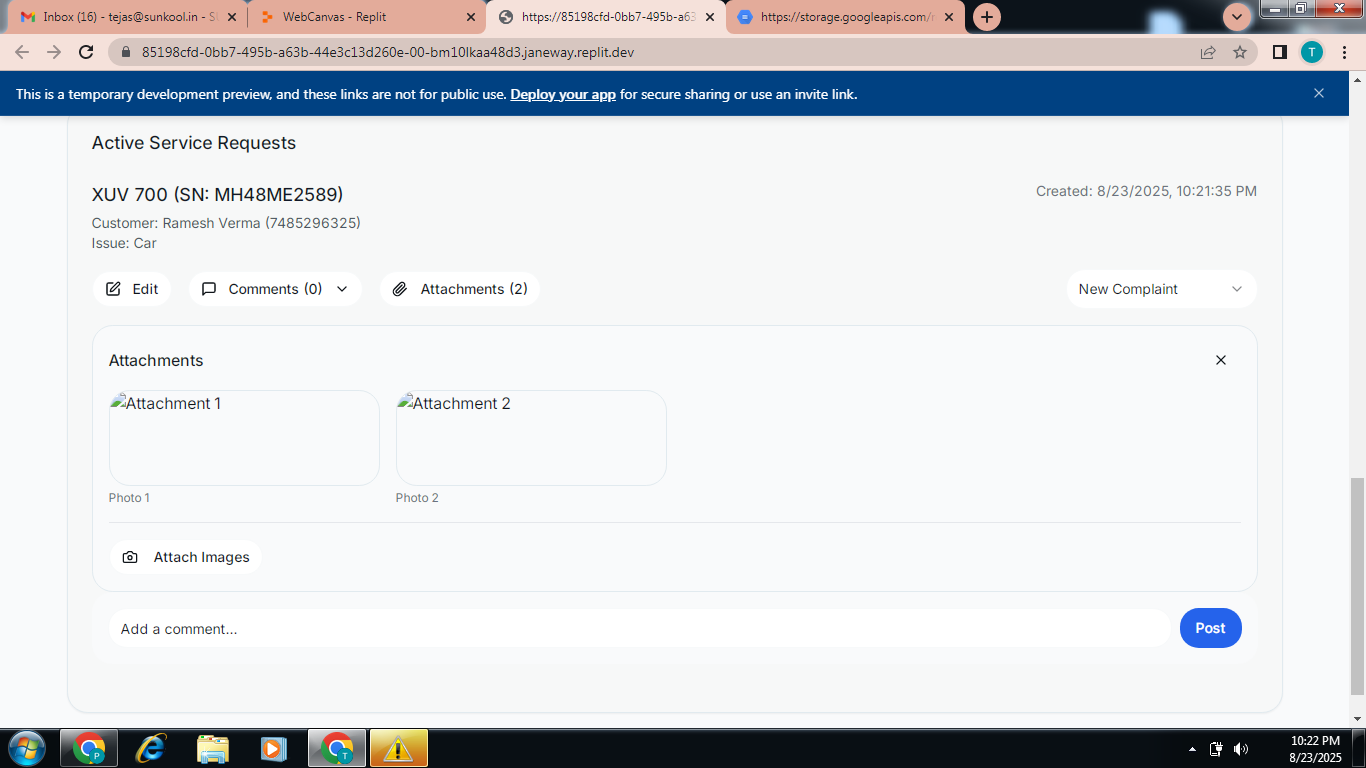 Inbox (16) - tejas@sunkool.in - S
WebCanvas - Replit
https://85198cfd-0bb7-495b-a63
https://storage.googleapis.com/r
85198cfd-0bb7-495b-a63b-44e3c13d260e-00-bm10lkaa48d3.janeway.replit.dev
T
This is a temporary development preview, and these links are not for public use. Deploy your app for secure sharing or use an invite link.
Active Service Requests
XUV 700 (SN: MH48ME2589)
Created: 8/23/2025, 10:21:35 PM
Customer: Ramesh Verma (7485296325)
Issue: Car
Edit
Comments (0)
Attachments (2)
New Complaint
Attachments
Attachment 1
Attachment 2
Photo 1
Photo 2
Attach Images
Add a comment...
Post
P
T
10:22 PM
8/23/2025